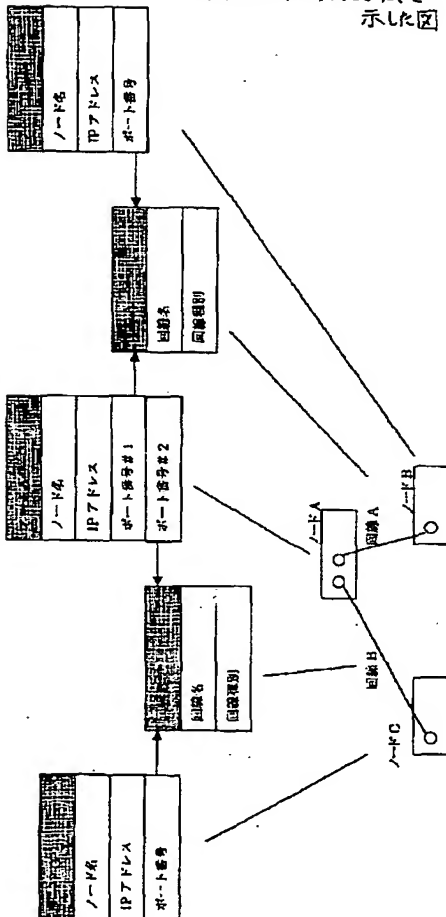 示した図
ノード名
IPアドレス
ポート番号
回線名
回線種別
ノード名
IPアドレス
ポート番号#1
ポート番号#2
回線名
回線種別
ノード名
IPアドレス
ポート番号
ノードA
回線A
ノードB
回線B
ノードC